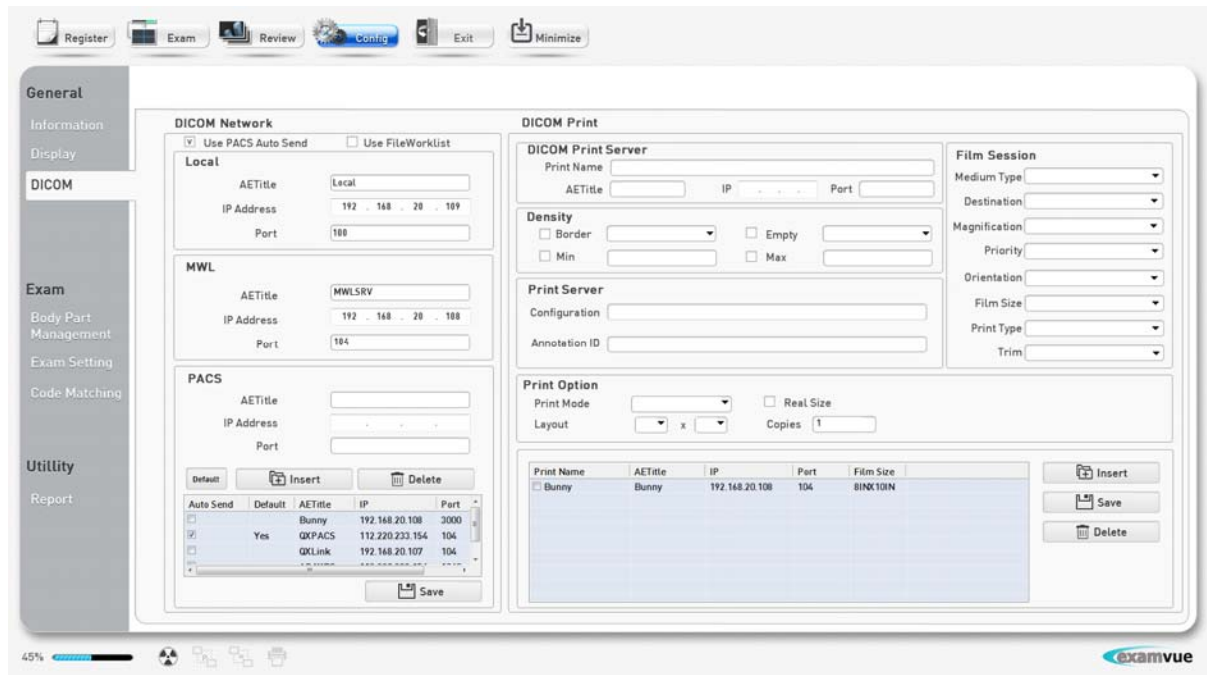 Register Exam Review Config Exit Minimize
General
Information
Display
DICOM
Exam
Body Part
Management
Exam Setting
Code Matching
Utillity
Report
DICOM Network
Use PACS Auto Send Use FileWorklist
Local
AETitle Local
IP Address 192 . 168 . 20 . 109
Port 100
MWL
AETitle MWLSRV
IP Address 192 . 168 . 20 . 108
Port 104
PACS
AETitle
IP Address . . .
Port
Default Insert Delete
Auto Send Default AETitle IP Port
Bunny 192.168.20.108 3000
Yes QXPACS 112.220.233.154 104
QXLink 192.168.20.107 104
Save
DICOM Print
DICOM Print Server
Print Name
AETitle IP . . . Port
Density
Border Empty
Min Max
Print Server
Configuration
Annotation ID
Film Session
Medium Type
Destination
Magnification
Priority
Orientation
Film Size
Print Type
Trim
Print Option
Print Mode Real Size
Layout x Copies 1
Print Name AETitle IP Port Film Size
Bunny Bunny 192.168.20.108 104 8INX10IN
Insert
Save
Delete
45%
examvue